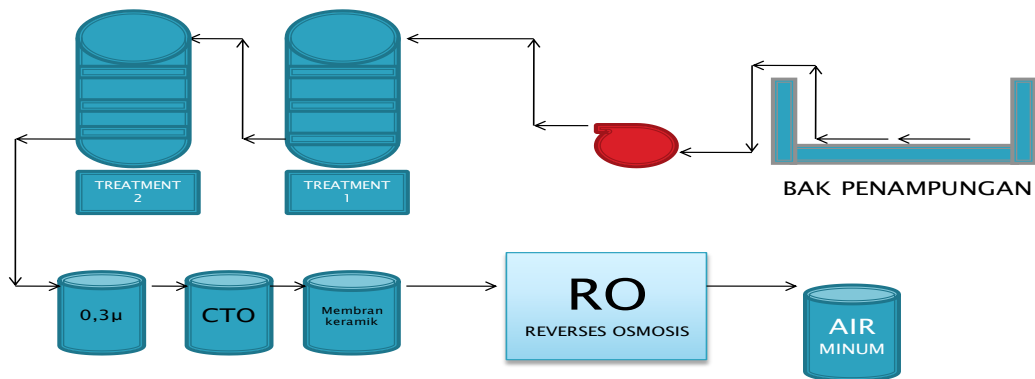 TREATMENT
2
TREATMENT
1
BAK PENAMPUNGAN
0,3µ
CTO
Membran
keramik
RO
REVERSES OSMOSIS
AIR
MINUM